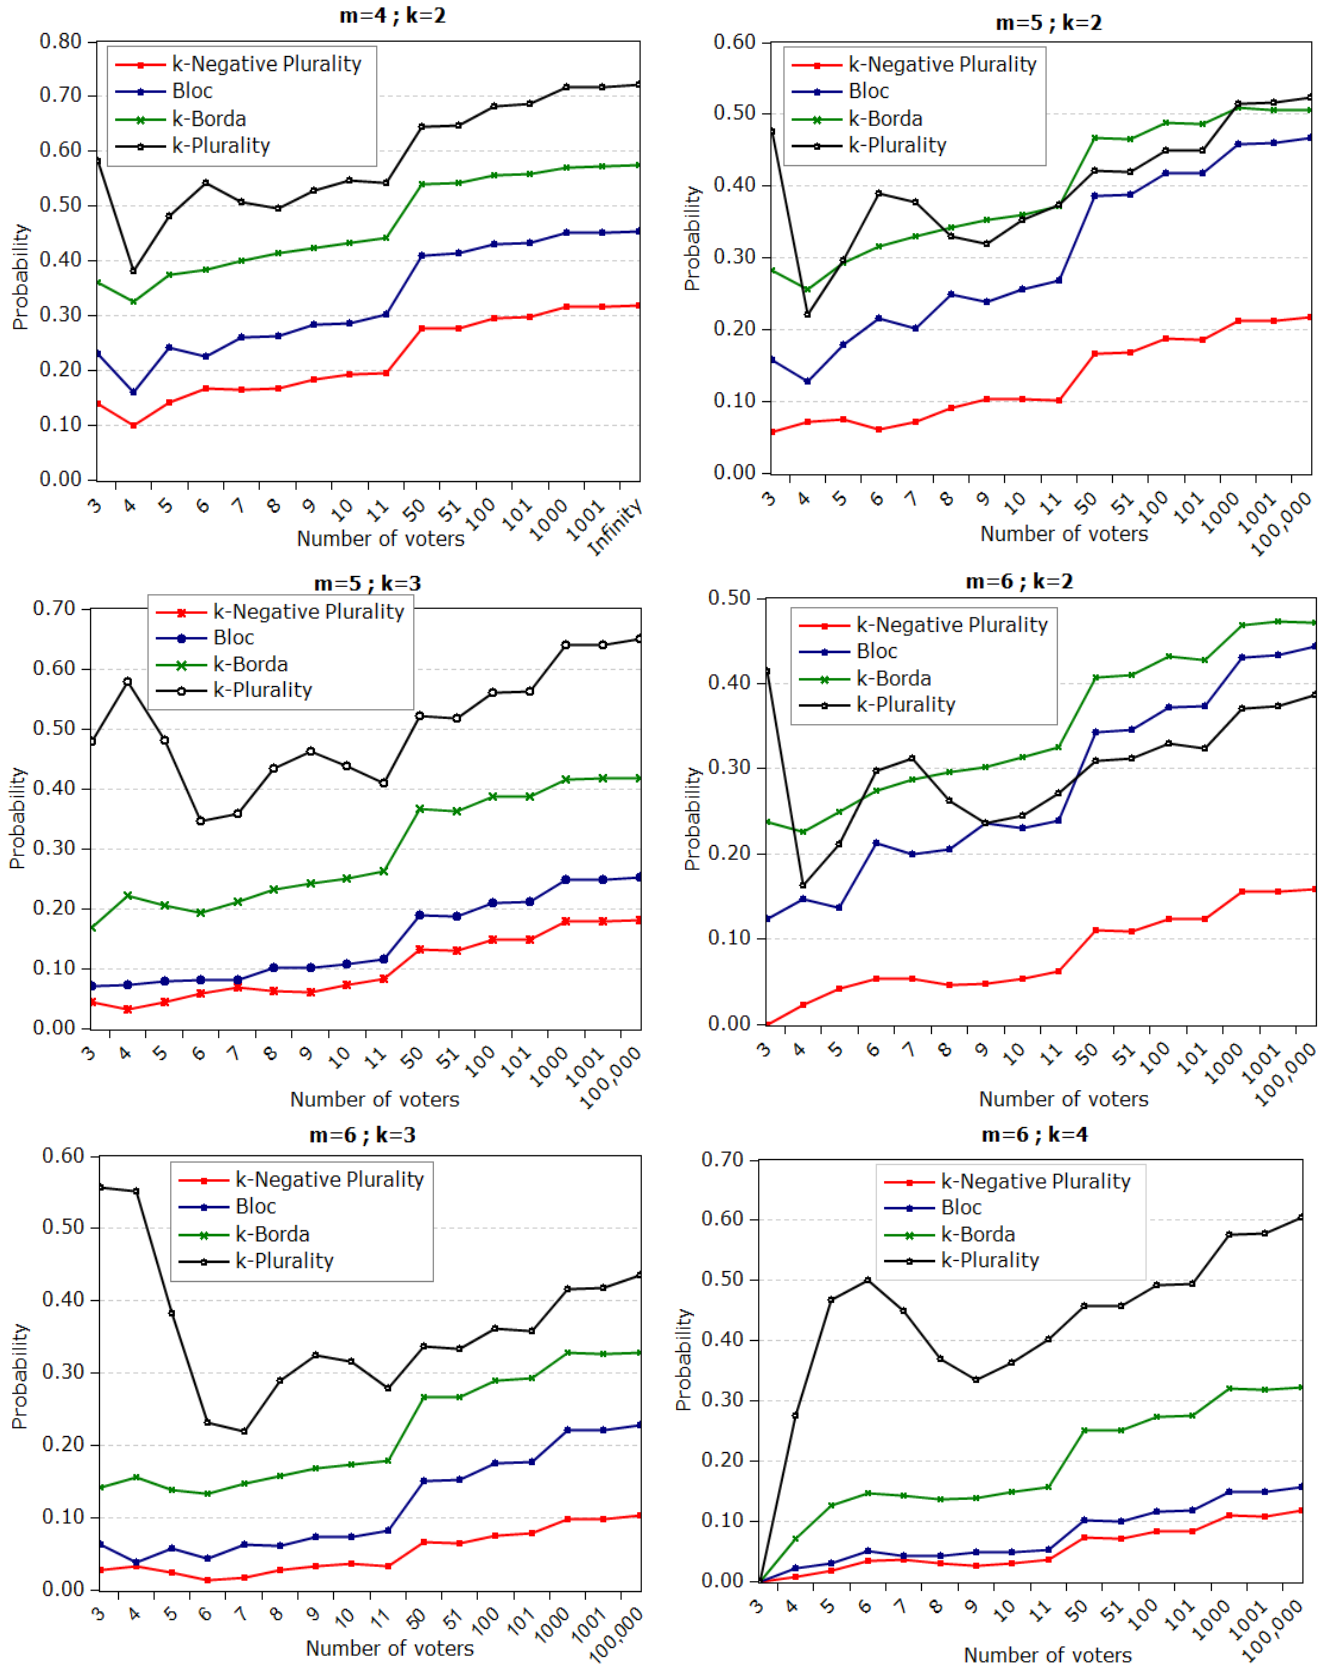 m=4 ; k=2
0.80
0.70
0.60
0.50
0.40
0.30
0.20
0.10
0.00
Probability
k-Negative Plurality
Bloc
k-Borda
k-Plurality
3 4 5 6 7 8 9 10 11 50 51 100 101 1000 1001 Infinity
Number of voters
m=5 ; k=2
0.60
0.50
0.40
0.30
0.20
0.10
0.00
Probability
k-Negative Plurality
Bloc
k-Borda
k-Plurality
3 4 5 6 7 8 9 10 11 50 51 100 101 1000 1001 100,000
Number of voters
m=5 ; k=3
0.70
0.60
0.50
0.40
0.30
0.20
0.10
0.00
Probability
k-Negative Plurality
Bloc
k-Borda
k-Plurality
3 4 5 6 7 8 9 10 11 50 51 100 101 1000 1001 100,000
Number of voters
m=6 ; k=2
0.50
0.40
0.30
0.20
0.10
0.00
Probability
k-Negative Plurality
Bloc
k-Borda
k-Plurality
3 4 5 6 7 8 9 10 11 50 51 100 101 1000 1001 100,000
Number of voters
m=6 ; k=3
0.60
0.50
0.40
0.30
0.20
0.10
0.00
Probability
k-Negative Plurality
Bloc
k-Borda
k-Plurality
3 4 5 6 7 8 9 10 11 50 51 100 101 1000 1001 100,000
Number of voters
m=6 ; k=4
0.70
0.60
0.50
0.40
0.30
0.20
0.10
0.00
Probability
k-Negative Plurality
Bloc
k-Borda
k-Plurality
3 4 5 6 7 8 9 10 11 50 51 100 101 1000 1001 100,000
Number of voters